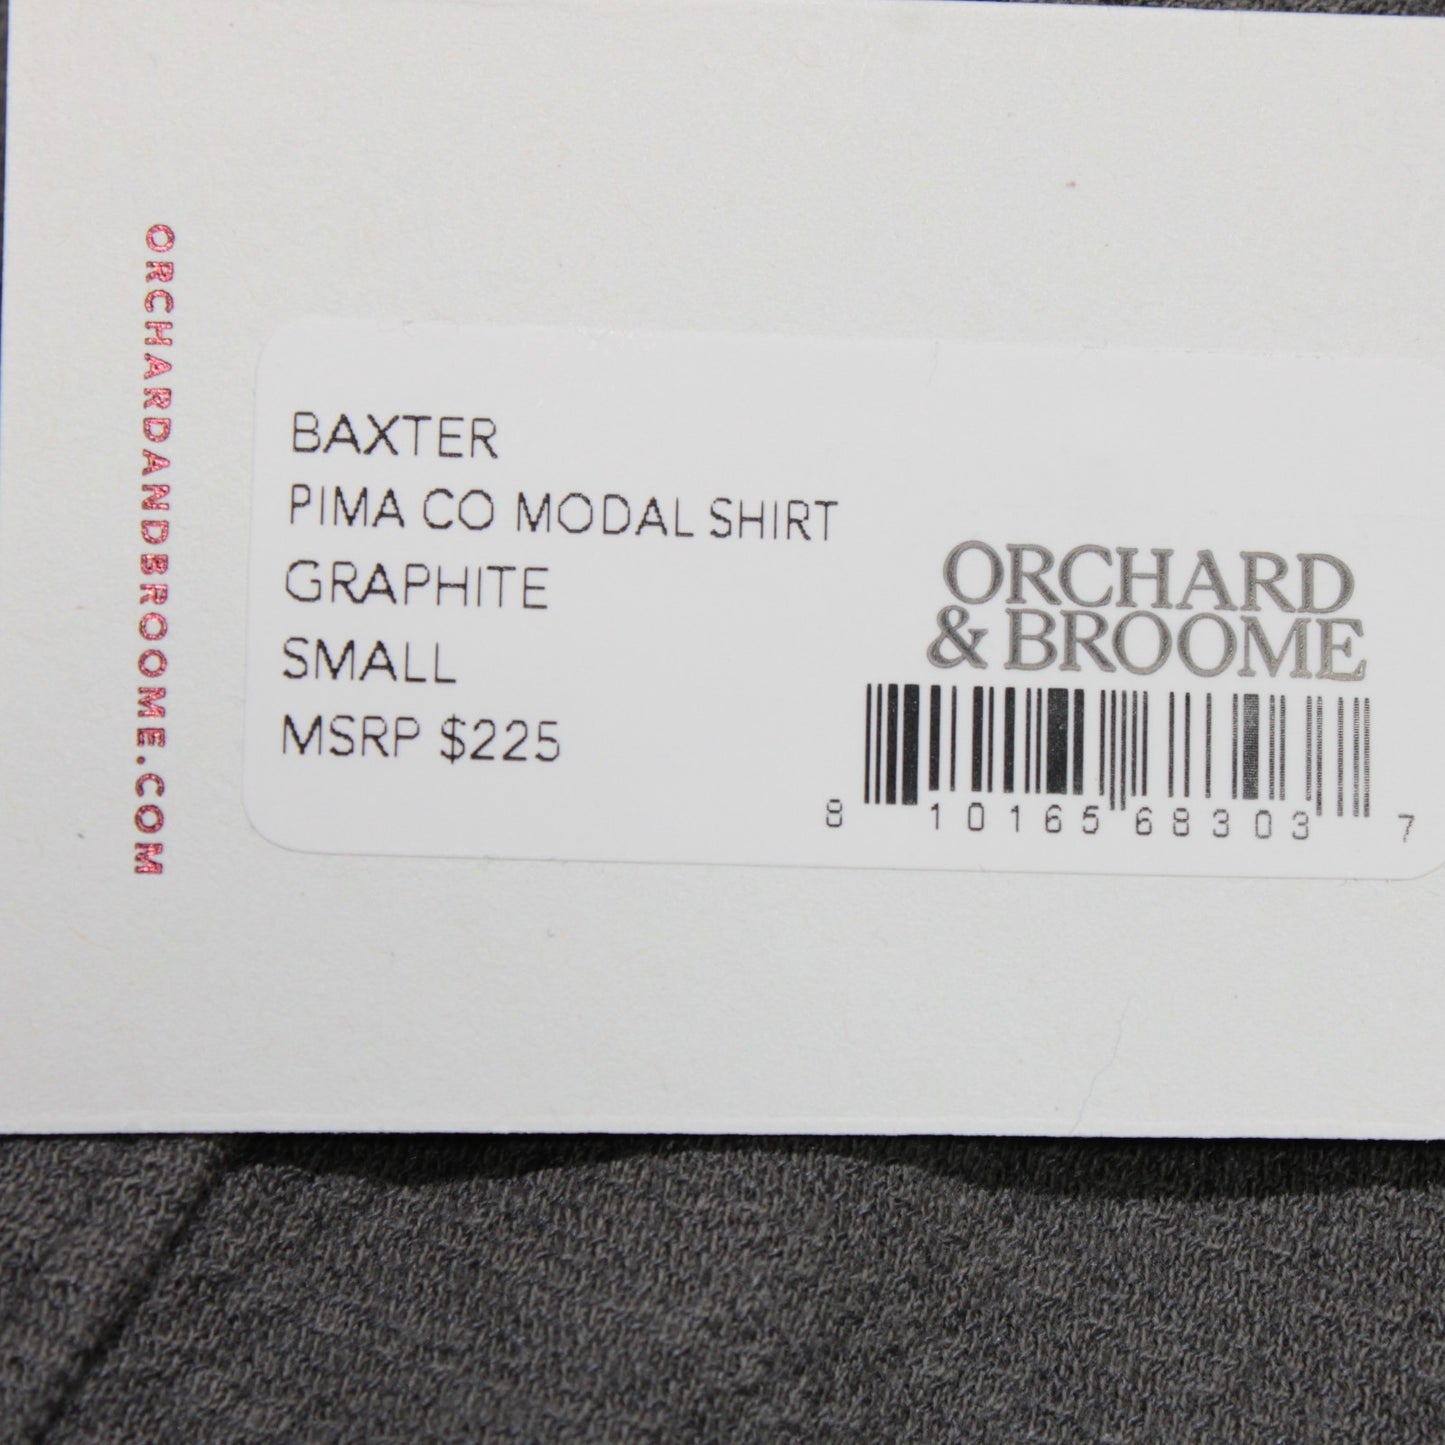 ORCHARDANDBROOME.COM
BAXTER
PIMA CO MODAL SHIRT
GRAPHITE
SMALL
MSRP $225
ORCHARD
& BROOME
8 10165 68303 7